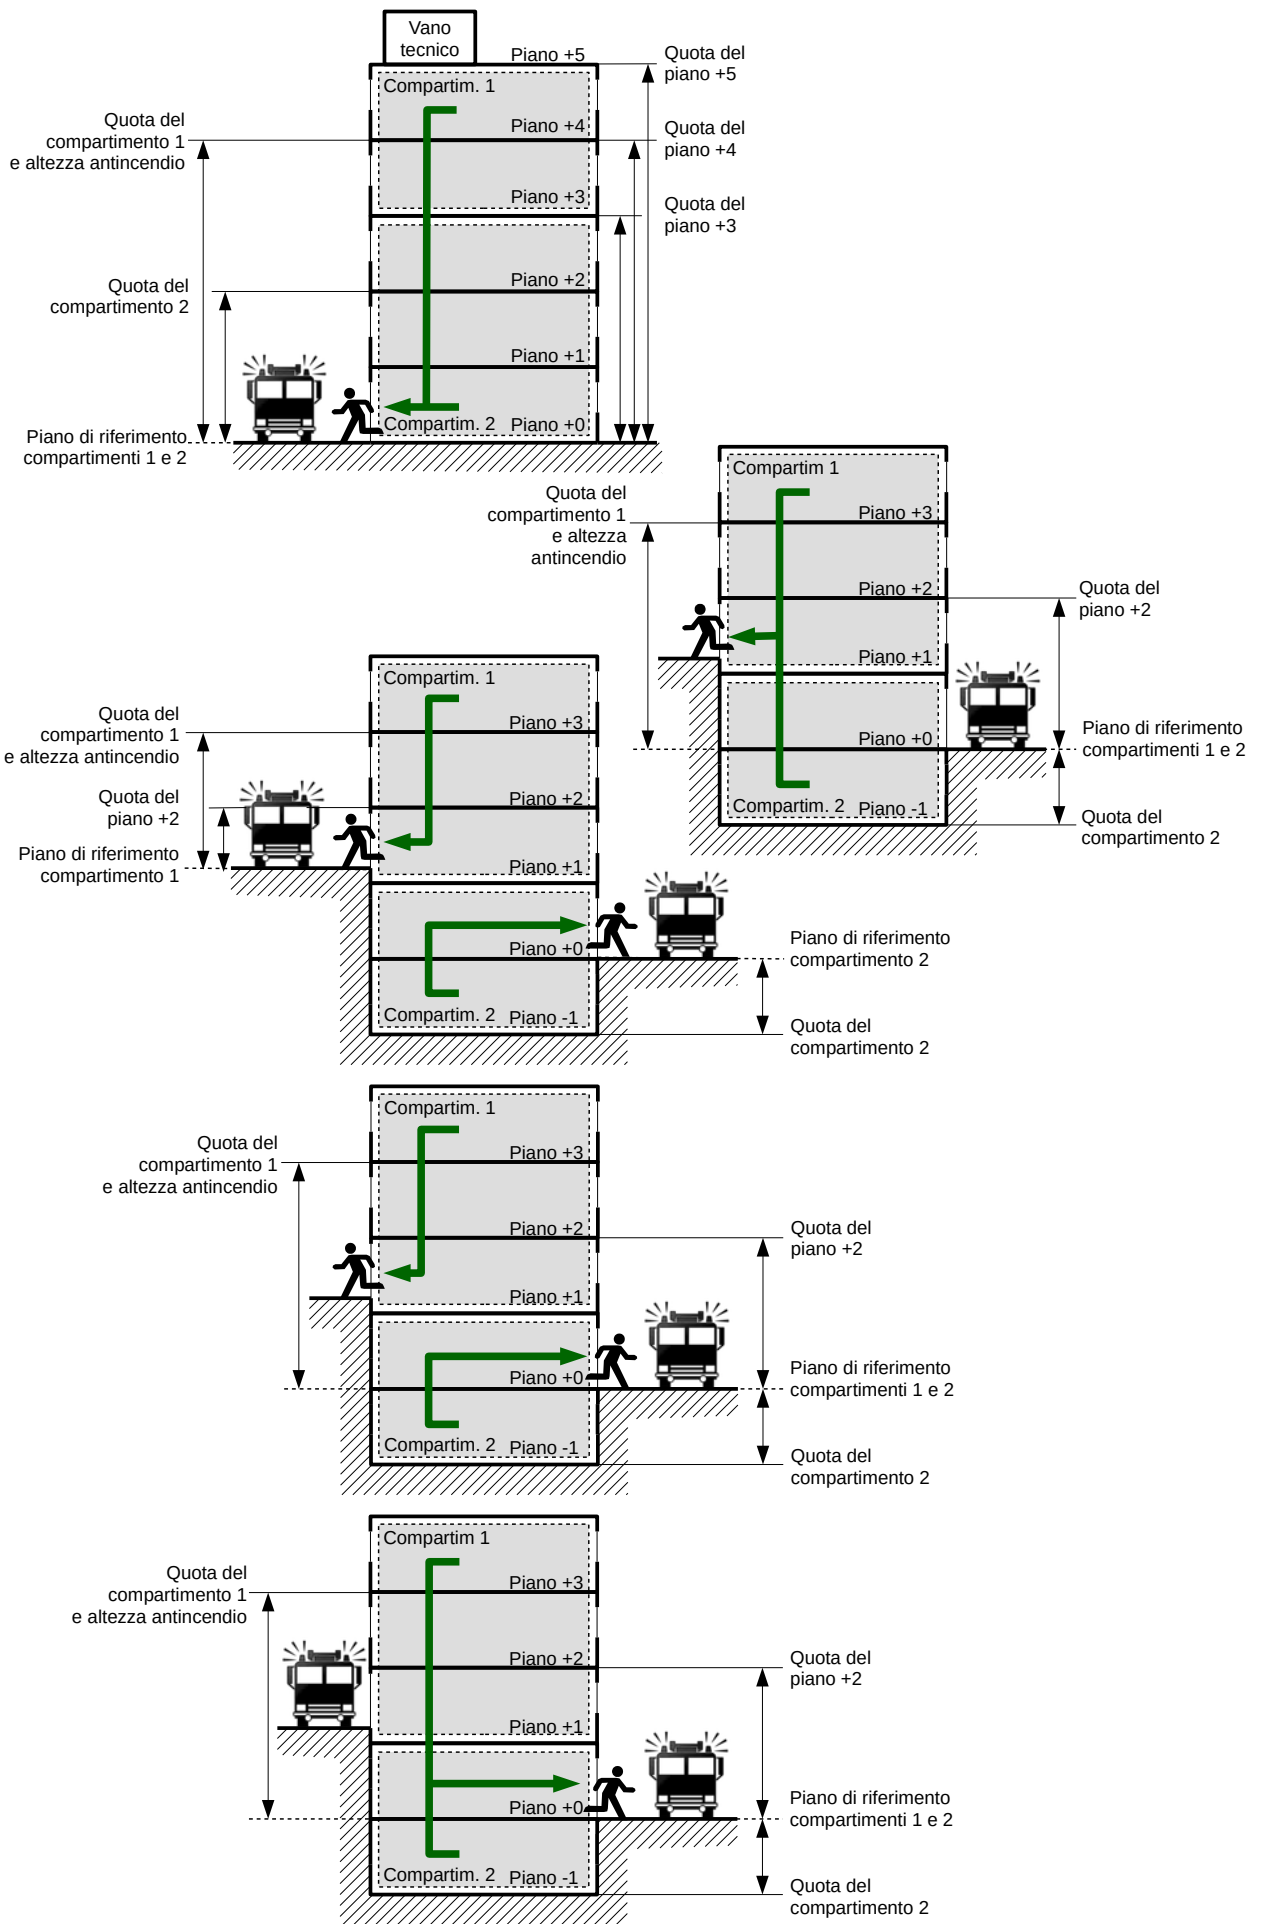 Vano
tecnico
Piano +5
Quota del
piano +5
Compartim. 1
Quota del
compartimento 1
e altezza antincendio
Piano +4
Quota del
piano +4
Piano +3
Quota del
piano +3
Quota del
compartimento 2
Piano +2
Piano +1
Compartim. 2
Piano +0
Piano di riferimento
compartimenti 1 e 2
Compartim 1
Quota del
compartimento 1
e altezza
antincendio
Piano +3
Piano +2
Quota del
piano +2
Piano +1
Piano +0
Piano di riferimento
compartimenti 1 e 2
Compartim. 2
Piano -1
Quota del
compartimento 2
Compartim. 1
Quota del
compartimento 1
e altezza antincendio
Piano +3
Quota del
piano +2
Piano +2
Piano di riferimento
compartimento 1
Piano +1
Piano +0
Piano di riferimento
compartimento 2
Compartim. 2
Piano -1
Quota del
compartimento 2
Compartim. 1
Quota del
compartimento 1
e altezza antincendio
Piano +3
Piano +2
Quota del
piano +2
Piano +1
Piano +0
Piano di riferimento
compartimenti 1 e 2
Compartim. 2
Piano -1
Quota del
compartimento 2
Compartim 1
Quota del
compartimento 1
e altezza antincendio
Piano +3
Piano +2
Quota del
piano +2
Piano +1
Piano +0
Piano di riferimento
compartimenti 1 e 2
Compartim. 2
Piano -1
Quota del
compartimento 2